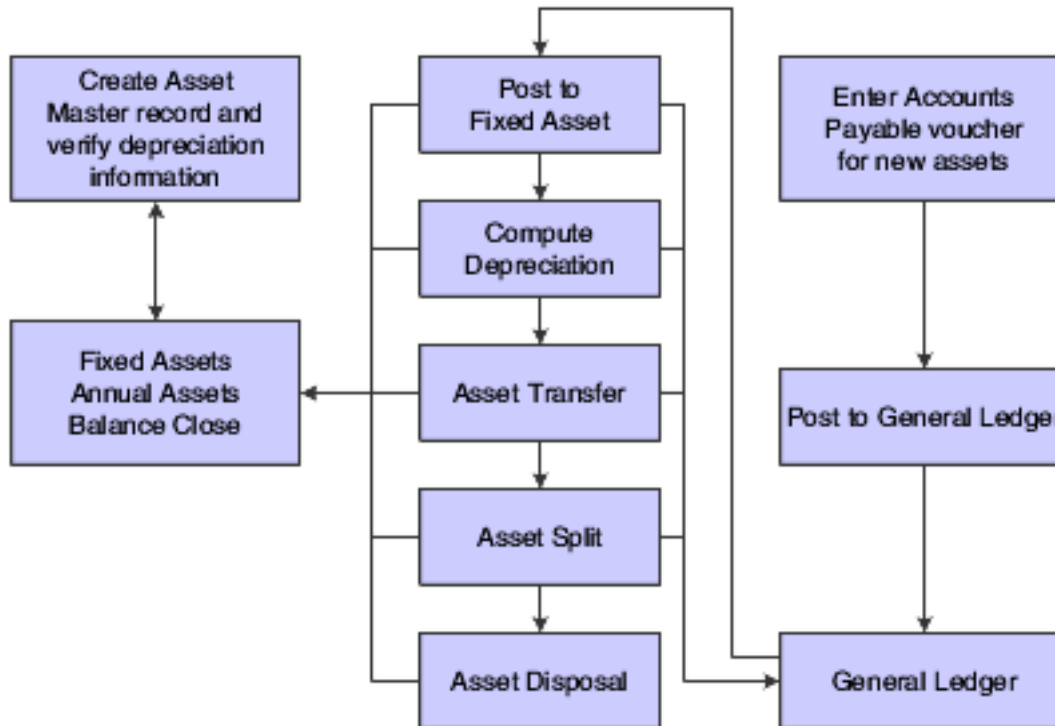 Create Asset
Master record and
verify depreciation
information
Fixed Assets
Annual Assets
Balance Close
Post to
Fixed Asset
Compute
Depreciation
Asset Transfer
Asset Split
Asset Disposal
Enter Accounts
Payable voucher
for new assets
Post to General Ledger
General Ledger